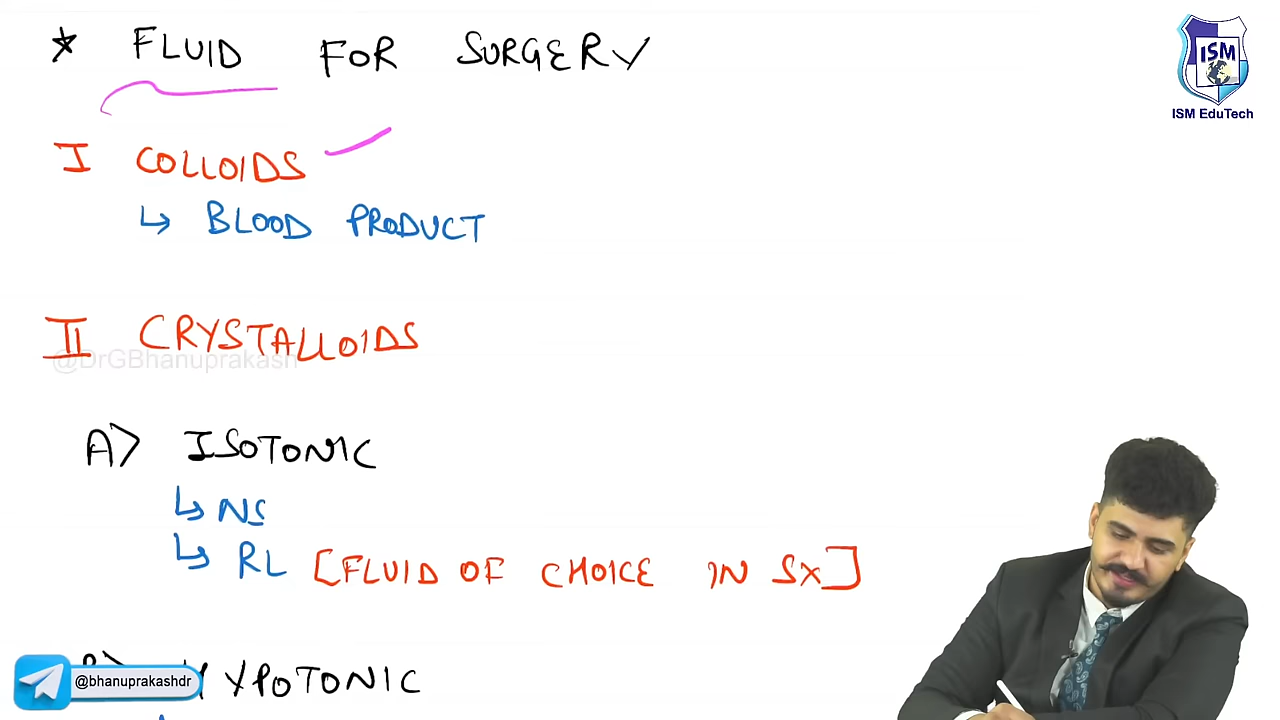 * FLUID FOR SURGERY
ISM
ISM EduTech
I COLLOIDS
↳ BLOOD PRODUCT
II CRYSTALLOIDS
@DrGBhanuprakash
A> ISOTONIC
↳ NS
↳ RL [FLUID OF CHOICE IN SX]
B> HYPOTONIC
@bhanuprakashdr